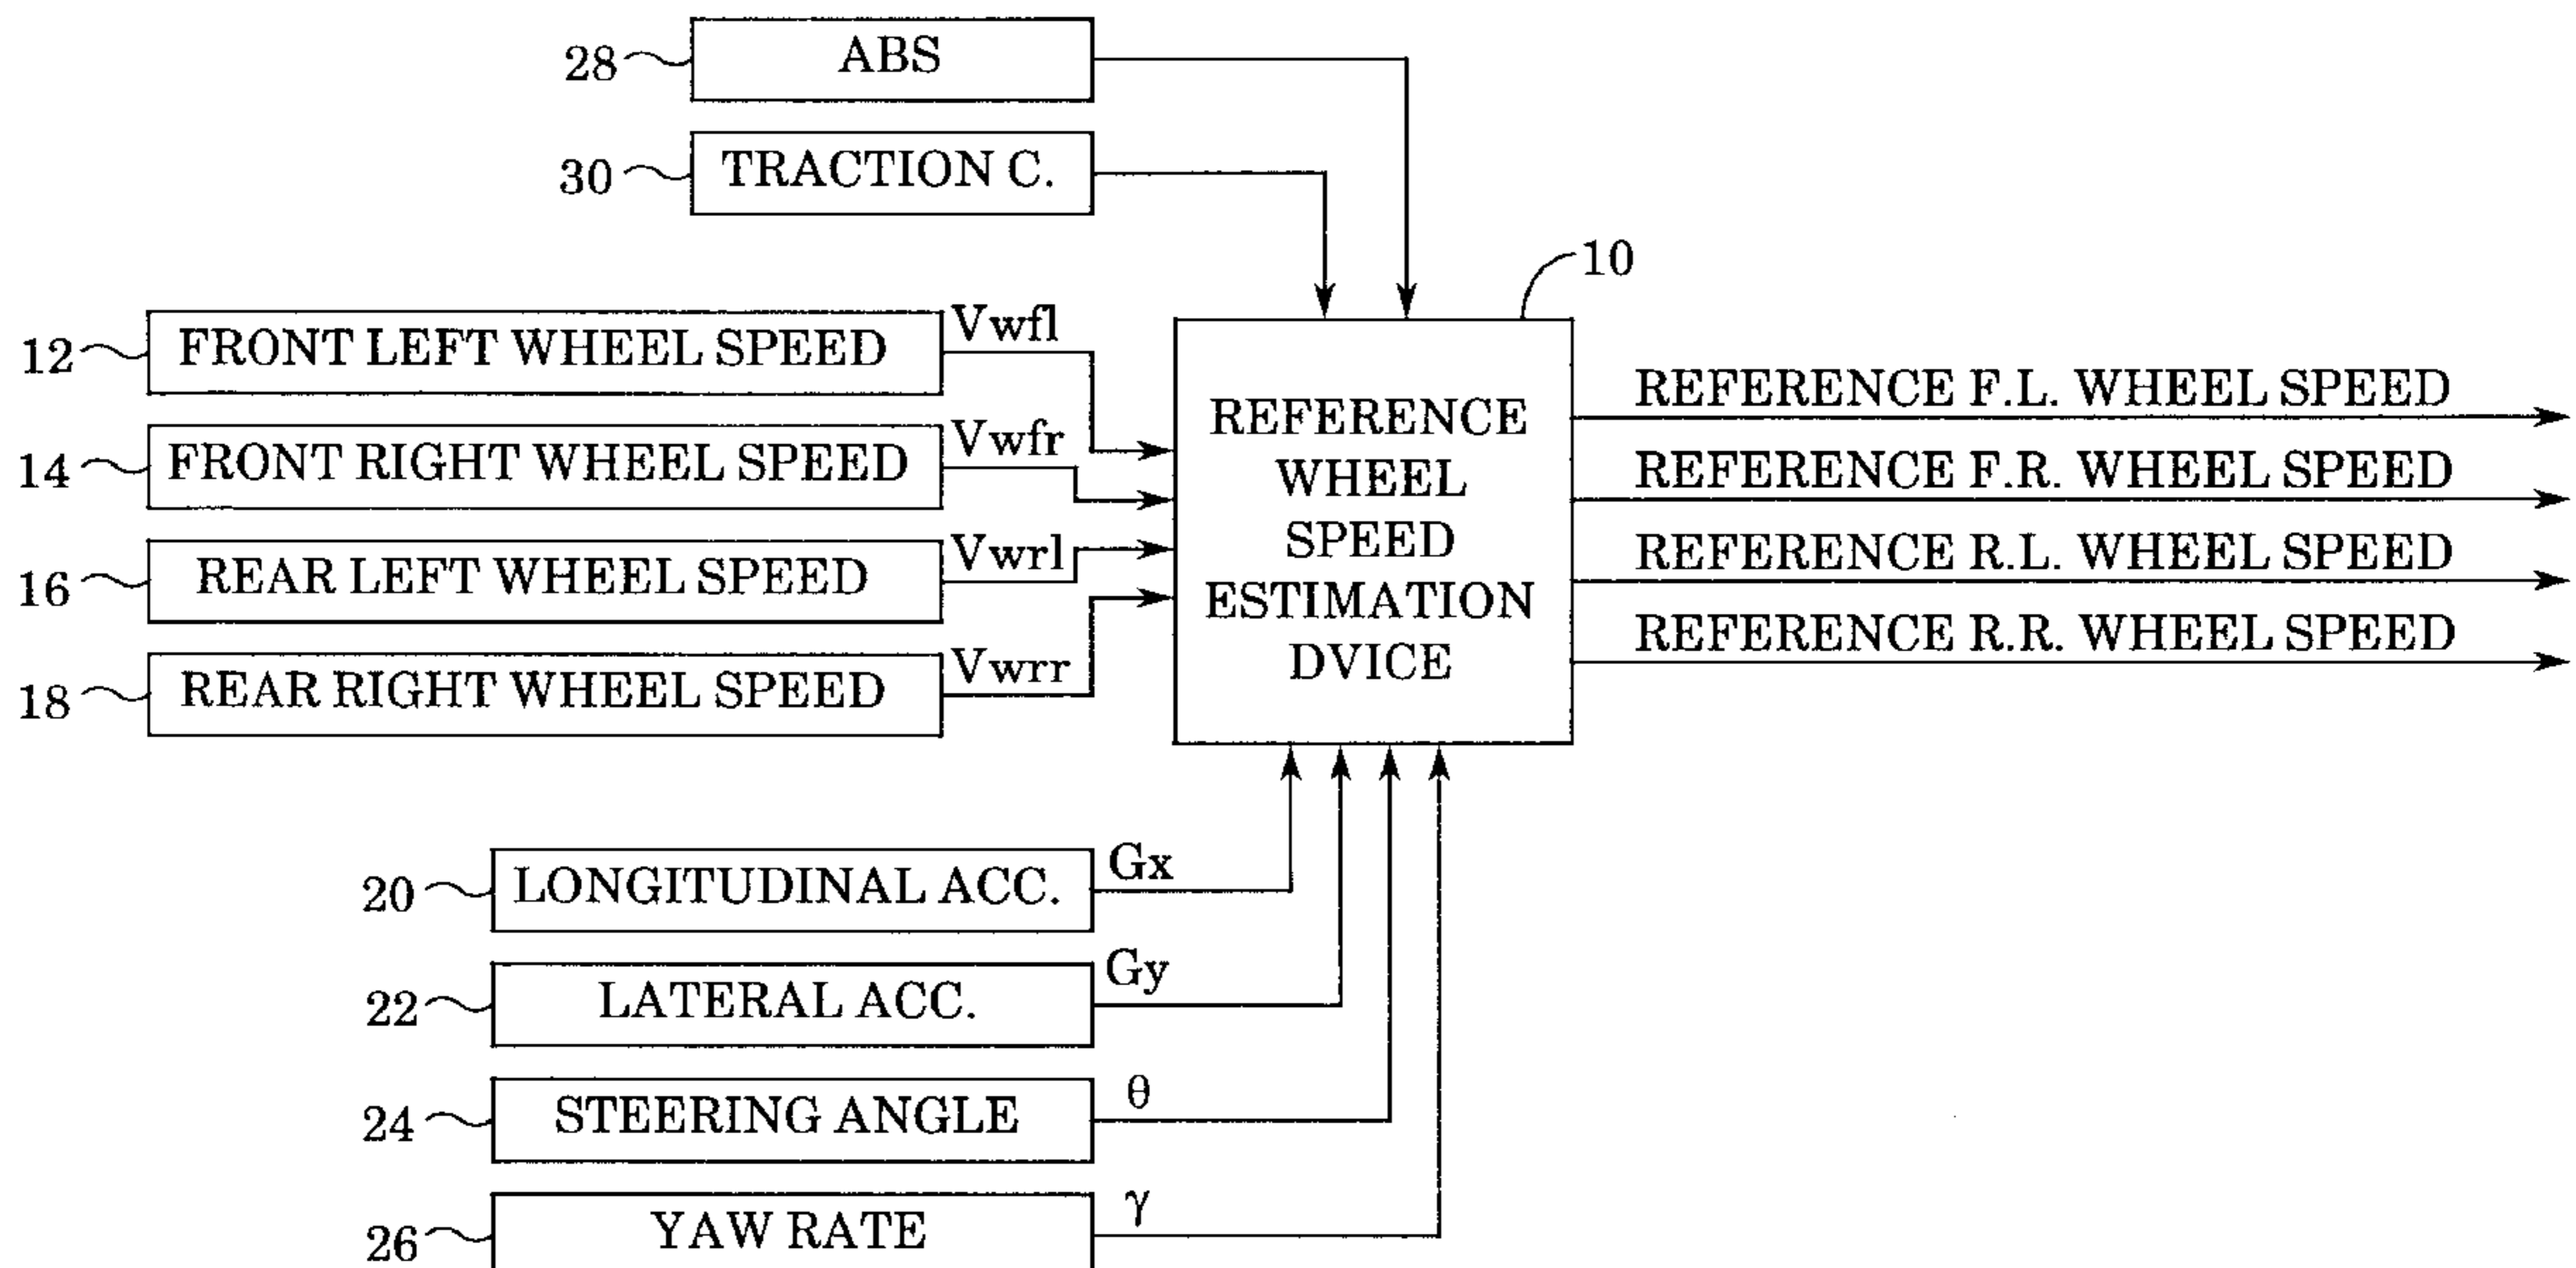 28 ABS
30 TRACTION C.
10
12 FRONT LEFT WHEEL SPEED Vwfl
14 FRONT RIGHT WHEEL SPEED Vwfr
16 REAR LEFT WHEEL SPEED Vwrl
18 REAR RIGHT WHEEL SPEED Vwrr
REFERENCE
WHEEL
SPEED
ESTIMATION
DVICE
REFERENCE F.L. WHEEL SPEED
REFERENCE F.R. WHEEL SPEED
REFERENCE R.L. WHEEL SPEED
REFERENCE R.R. WHEEL SPEED
20 LONGITUDINAL ACC. Gx
22 LATERAL ACC. Gy
24 STEERING ANGLE θ
26 YAW RATE γ